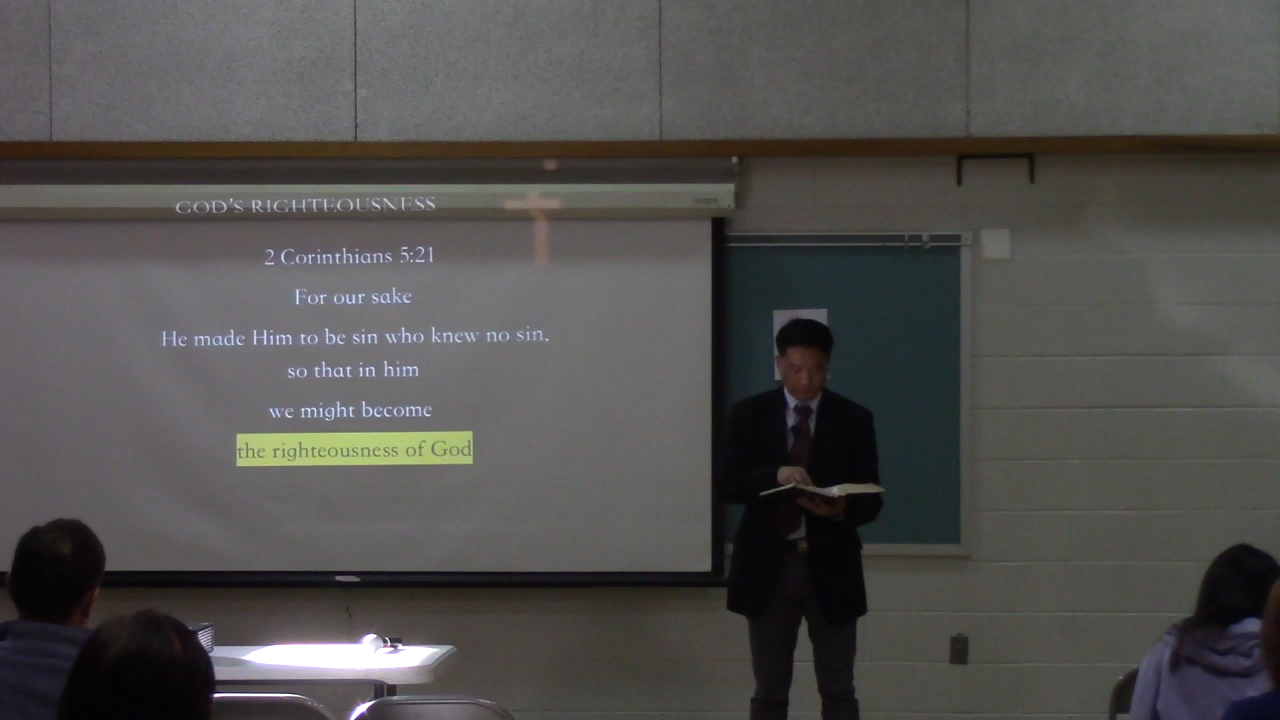 GOD'S RIGHTEOUSNESS
2 Corinthians 5:21
For our sake
He made Him to be sin who knew no sin,
so that in him
we might become
the righteousness of God